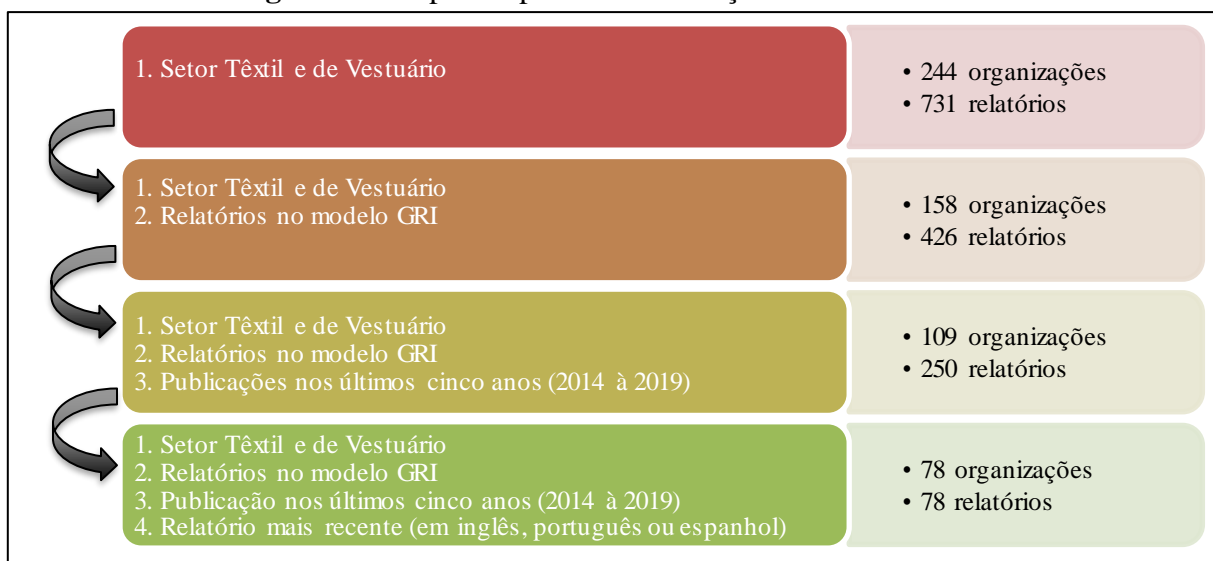 1. Setor Têxtil e de Vestuário
• 244 organizações
• 731 relatórios
1. Setor Têxtil e de Vestuário
2. Relatórios no modelo GRI
• 158 organizações
• 426 relatórios
1. Setor Têxtil e de Vestuário
2. Relatórios no modelo GRI
3. Publicações nos últimos cinco anos (2014 à 2019)
• 109 organizações
• 250 relatórios
1. Setor Têxtil e de Vestuário
2. Relatórios no modelo GRI
3. Publicação nos últimos cinco anos (2014 à 2019)
4. Relatório mais recente (em inglês, português ou espanhol)
• 78 organizações
• 78 relatórios